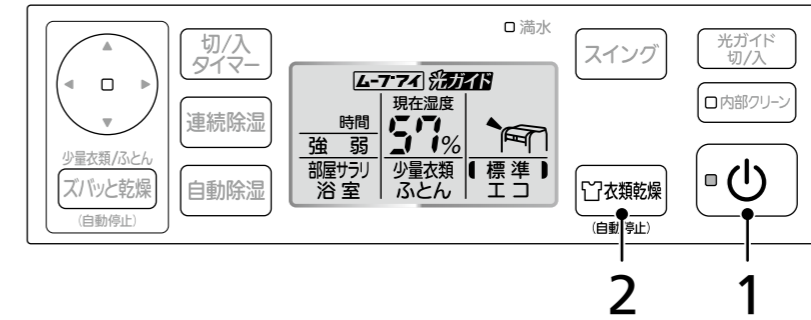 少量衣類/ふとん
ズバッと乾燥
(自動停止)
切/入
タイマー
連続除湿
自動除湿
満水
ムーブアイ 光ガイド
現在湿度
時間
57%
強 弱
部屋サラリ
浴室
少量衣類
ふとん
標準
エコ
スイング
衣類乾燥
(自動停止)
光ガイド
切/入
内部クリーン
2
1